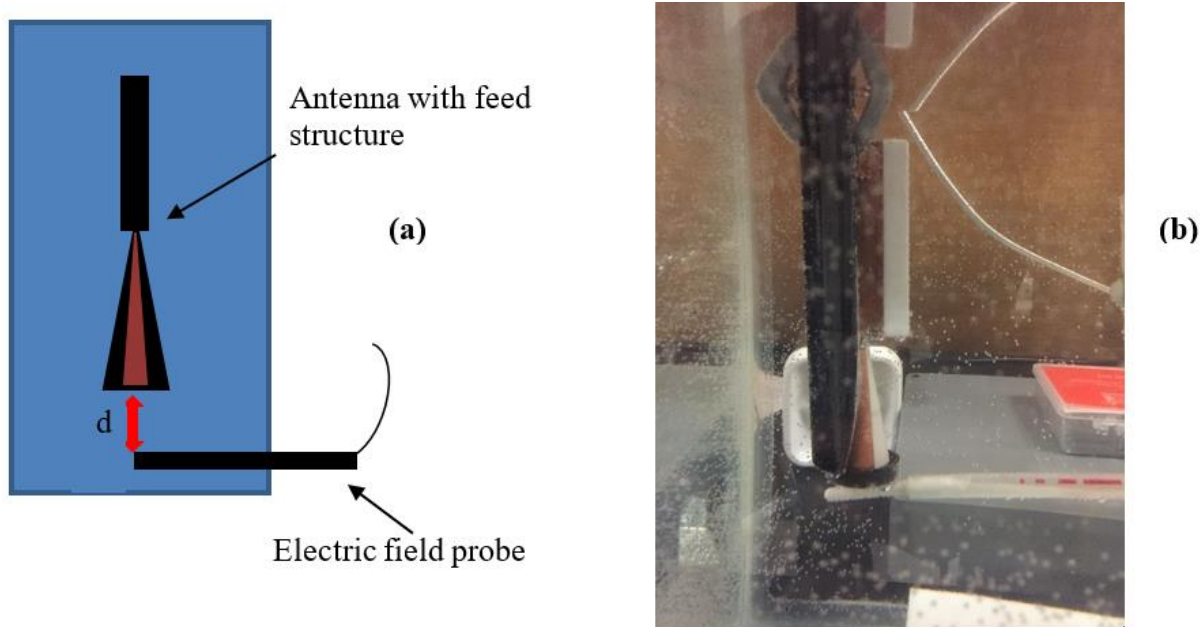 Antenna with feed
structure
(a)
(b)
d
Electric field probe